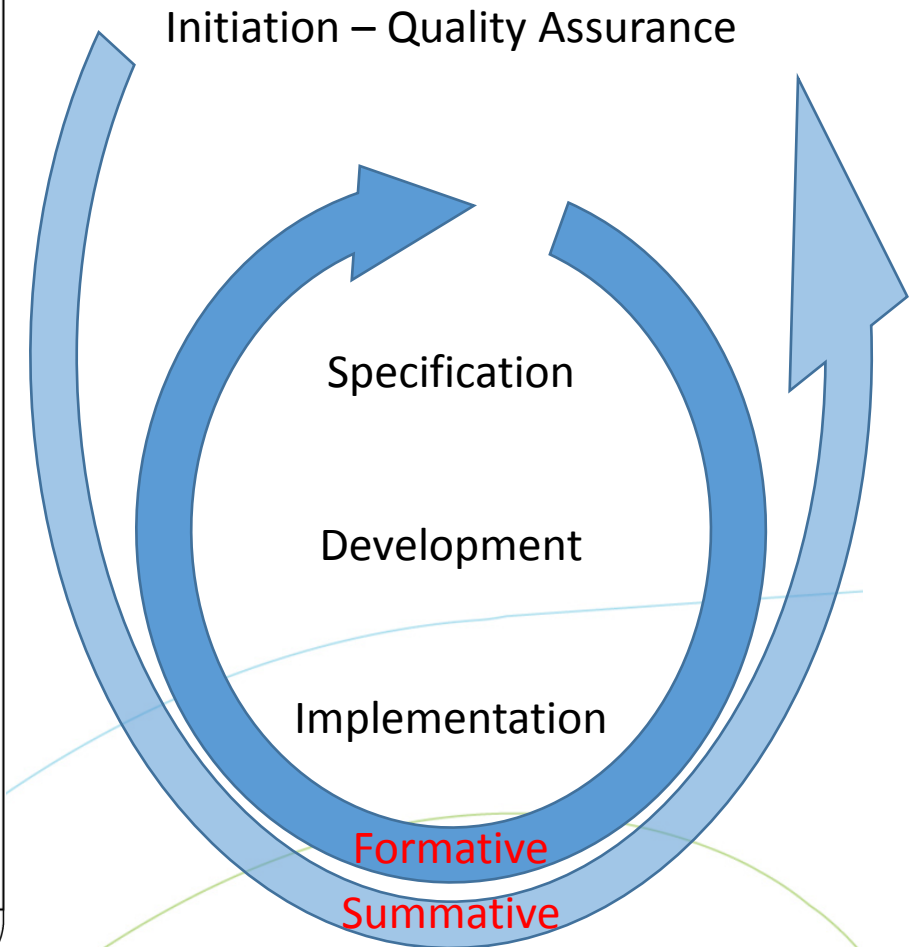 Initiation – Quality Assurance
Specification
Development
Implementation
Formative
Summative